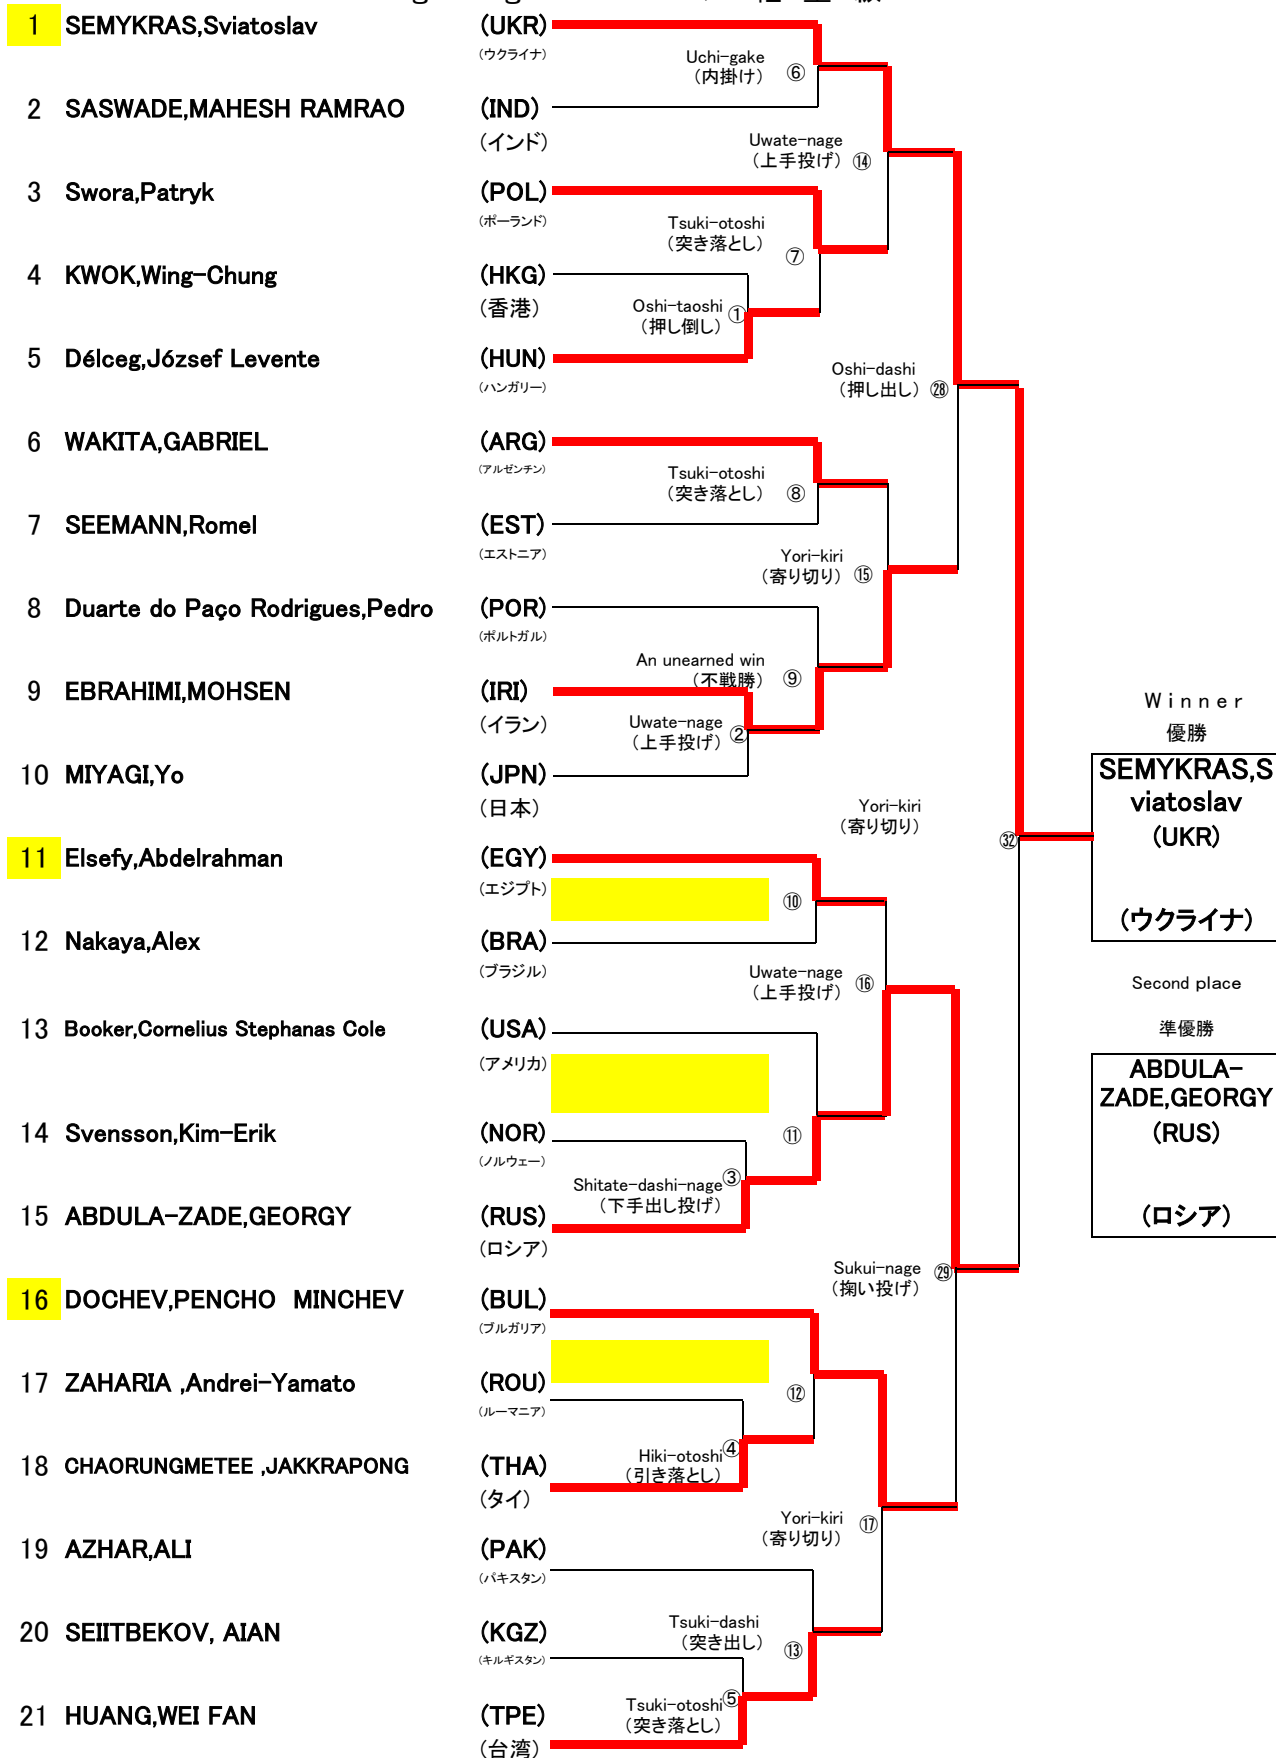 1 SEMYKRAS,Sviatoslav (UKR)
(ウクライナ)
Uchi-gake
(内掛け) ⑥
2 SASWADE,MAHESH RAMRAO (IND)
(インド)
Uwate-nage
(上手投げ) ⑭
3 Swora,Patryk (POL)
(ポーランド)
Tsuki-otoshi
(突き落とし) ⑦
4 KWOK,Wing-Chung (HKG)
(香港)
Oshi-taoshi
(押し倒し) ①
5 Délceg,József Levente (HUN)
(ハンガリー)
Oshi-dashi
(押し出し) ㉘
6 WAKITA,GABRIEL (ARG)
(アルゼンチン)
Tsuki-otoshi
(突き落とし) ⑧
7 SEEMANN,Romel (EST)
(エストニア)
Yori-kiri
(寄り切り) ⑮
8 Duarte do Paço Rodrigues,Pedro (POR)
(ポルトガル)
An unearned win
(不戦勝) ⑨
9 EBRAHIMI,MOHSEN (IRI)
(イラン)
Uwate-nage
(上手投げ) ②
10 MIYAGI,Yo (JPN)
(日本)
Yori-kiri
(寄り切り) ㉜
Winner
優勝
SEMYKRAS,S
viatoslav
(UKR)
(ウクライナ)
11 Elsefy,Abdelrahman (EGY)
(エジプト)
⑩
12 Nakaya,Alex (BRA)
(ブラジル)
Uwate-nage
(上手投げ) ⑯
Second place
準優勝
ABDULA-
ZADE,GEORGY
(RUS)
(ロシア)
13 Booker,Cornelius Stephanas Cole (USA)
(アメリカ)
⑪
14 Svensson,Kim-Erik (NOR)
(ノルウェー)
Shitate-dashi-nage
(下手出し投げ) ③
15 ABDULA-ZADE,GEORGY (RUS)
(ロシア)
Sukui-nage
(掬い投げ) ㉙
16 DOCHEV,PENCHO MINCHEV (BUL)
(ブルガリア)
⑫
17 ZAHARIA ,Andrei-Yamato (ROU)
(ルーマニア)
Hiki-otoshi
(引き落とし) ④
18 CHAORUNGMETEE ,JAKKRAPONG (THA)
(タイ)
Yori-kiri
(寄り切り) ⑰
19 AZHAR,ALI (PAK)
(パキスタン)
Tsuki-dashi
(突き出し) ⑬
20 SEIITBEKOV, AIAN (KGZ)
(キルギスタン)
Tsuki-otoshi
(突き落とし) ⑤
21 HUANG,WEI FAN (TPE)
(台湾)